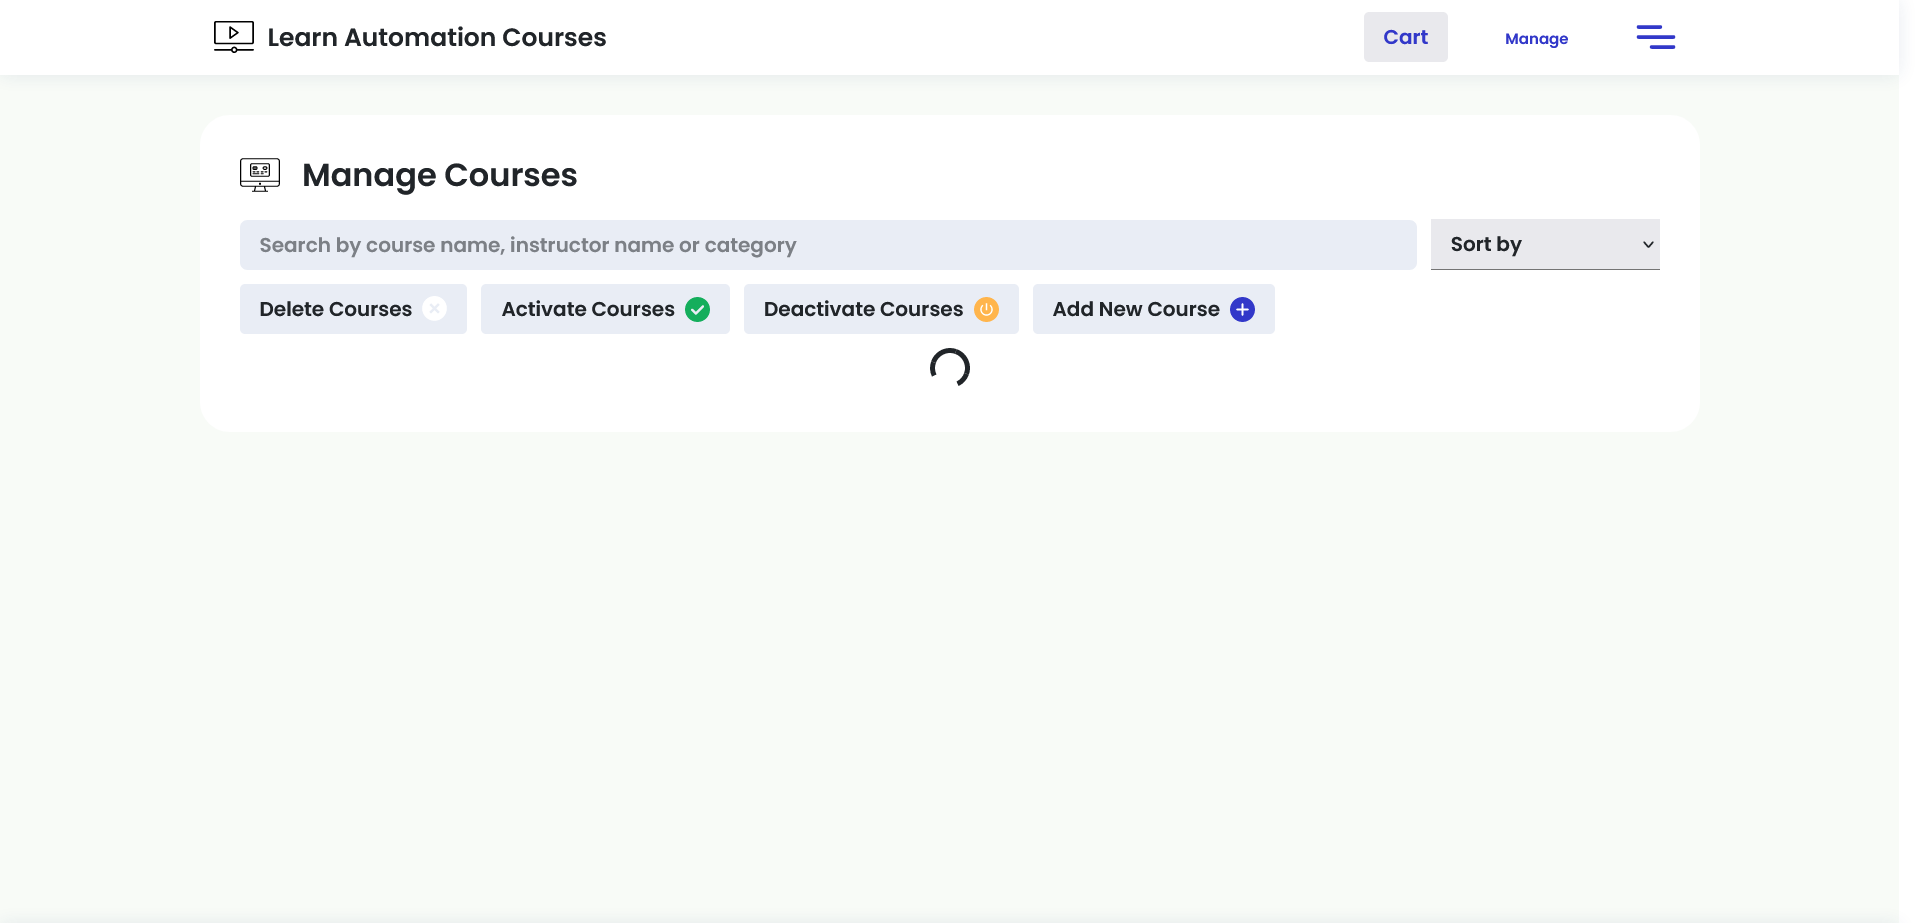 Learn Automation Courses
Cart
Manage
Manage Courses
Search by course name, instructor name or category
Sort by
Delete Courses
Activate Courses
Deactivate Courses
Add New Course